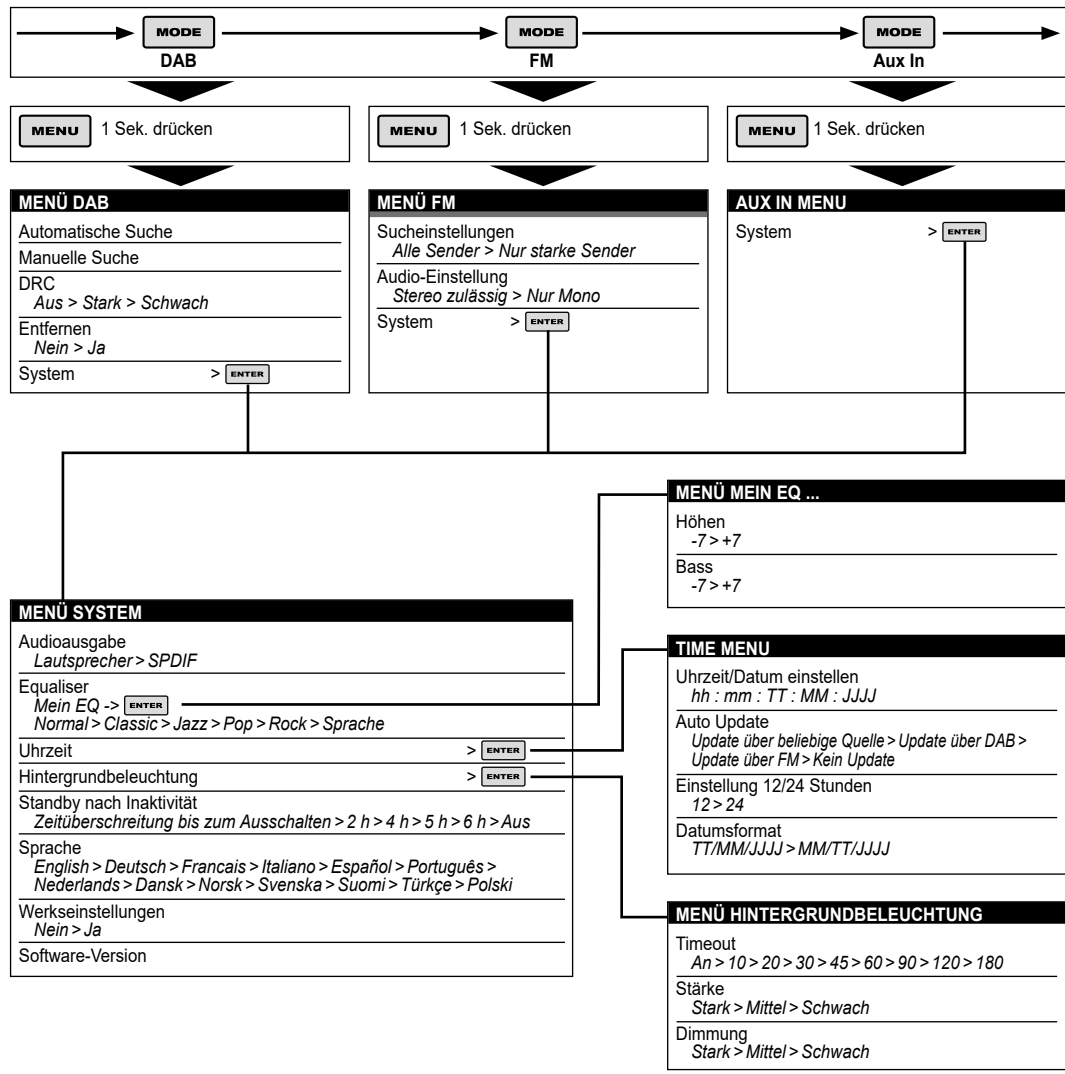 MODE
DAB
MODE
FM
MODE
Aux In
MENU 1 Sek. drücken
MENU 1 Sek. drücken
MENU 1 Sek. drücken
MENÜ DAB
Automatische Suche
Manuelle Suche
DRC
Aus > Stark > Schwach
Entfernen
Nein > Ja
System > ENTER
MENÜ FM
Sucheinstellungen
Alle Sender > Nur starke Sender
Audio-Einstellung
Stereo zulässig > Nur Mono
System > ENTER
AUX IN MENU
System > ENTER
MENÜ MEIN EQ ...
Höhen
-7 > +7
Bass
-7 > +7
MENÜ SYSTEM
Audioausgabe
Lautsprecher > SPDIF
Equaliser
Mein EQ -> ENTER
Normal > Classic > Jazz > Pop > Rock > Sprache
Uhrzeit > ENTER
Hintergrundbeleuchtung > ENTER
Standby nach Inaktivität
Zeitüberschreitung bis zum Ausschalten > 2 h > 4 h > 5 h > 6 h > Aus
Sprache
English > Deutsch > Francais > Italiano > Español > Português >
Nederlands > Dansk > Norsk > Svenska > Suomi > Türkçe > Polski
Werkseinstellungen
Nein > Ja
Software-Version
TIME MENU
Uhrzeit/Datum einstellen
hh : mm : TT : MM : JJJJ
Auto Update
Update über beliebige Quelle > Update über DAB >
Update über FM > Kein Update
Einstellung 12/24 Stunden
12 > 24
Datumsformat
TT/MM/JJJJ > MM/TT/JJJJ
MENÜ HINTERGRUNDBELEUCHTUNG
Timeout
An > 10 > 20 > 30 > 45 > 60 > 90 > 120 > 180
Stärke
Stark > Mittel > Schwach
Dimmung
Stark > Mittel > Schwach